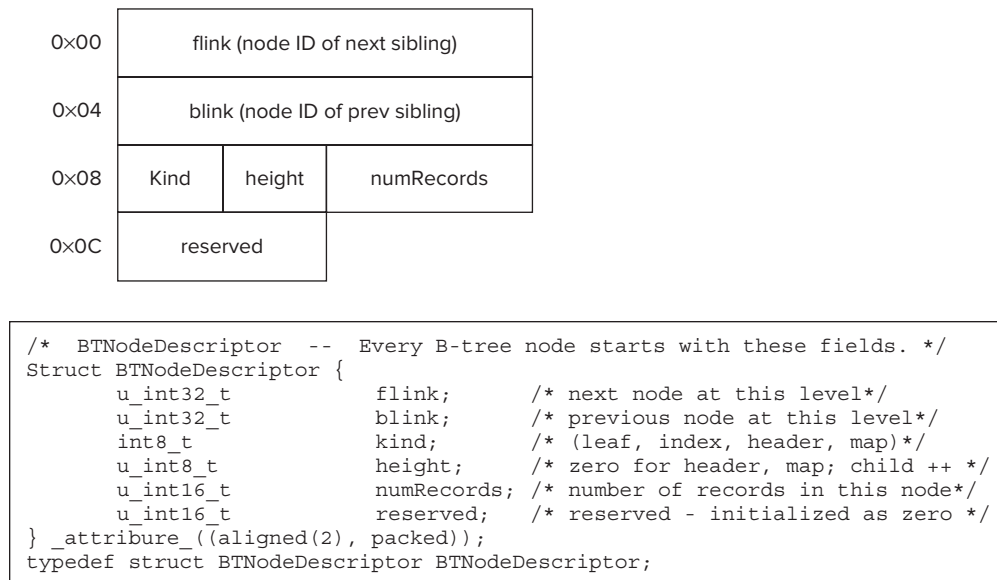 0×00 flink (node ID of next sibling)
0×04 blink (node ID of prev sibling)
0×08 Kind height numRecords
0×0C reserved
/*  BTNodeDescriptor  --  Every B-tree node starts with these fields. */
Struct BTNodeDescriptor {
u_int32_t flink; /* next node at this level*/
u_int32_t blink; /* previous node at this level*/
int8_t kind; /* (leaf, index, header, map)*/
u_int8_t height; /* zero for header, map; child ++ */
u_int16_t numRecords; /* number of records in this node*/
u_int16_t reserved; /* reserved - initialized as zero */
} _attribure_((aligned(2), packed));
typedef struct BTNodeDescriptor BTNodeDescriptor;